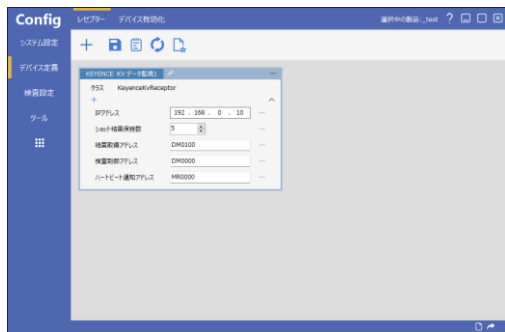 Config
レセプター デバイス有効化
選択中の製品:_test ?
システム設定
デバイス定義
検査設定
ツール
KEYENCE KV データ監視1
クラス KeyenceKvReceptor
IPアドレス 192 . 168 . 0 . 10
ショット結果保持数 5
結果取得アドレス DM0100
検査制御アドレス DM0000
ハートビート通知アドレス MR0000